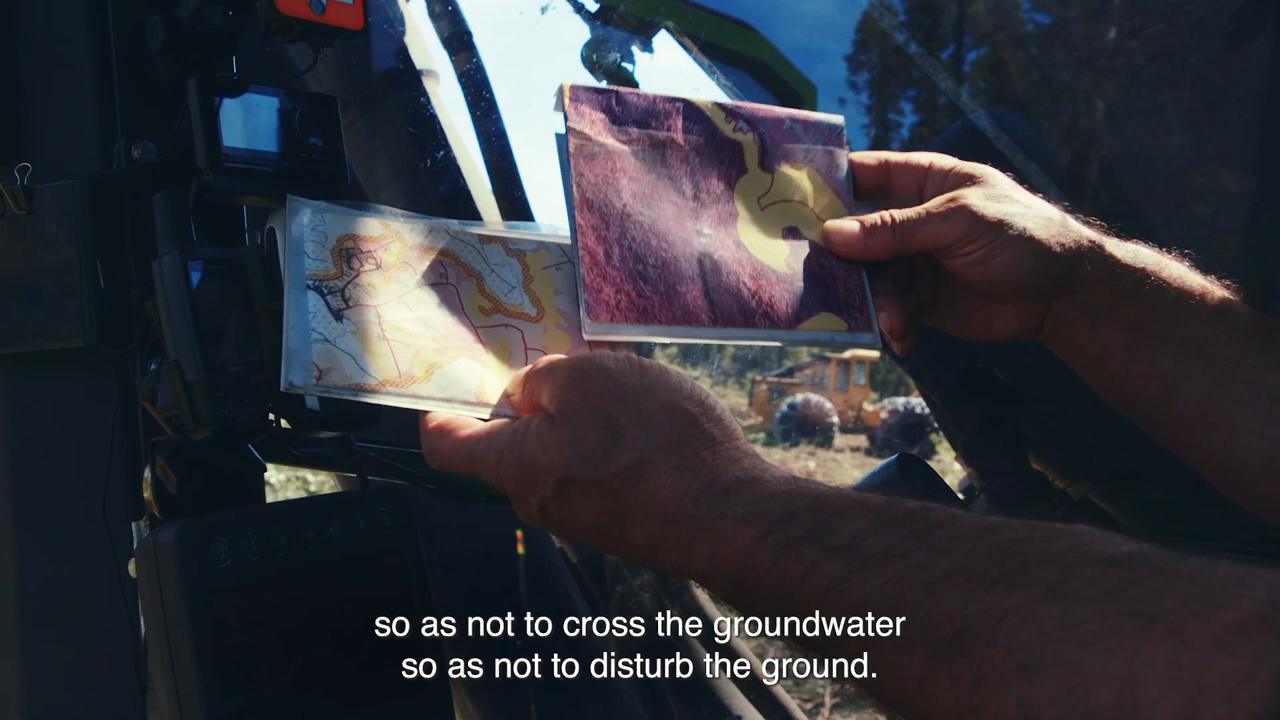 so as not to cross the groundwater
so as not to disturb the ground.